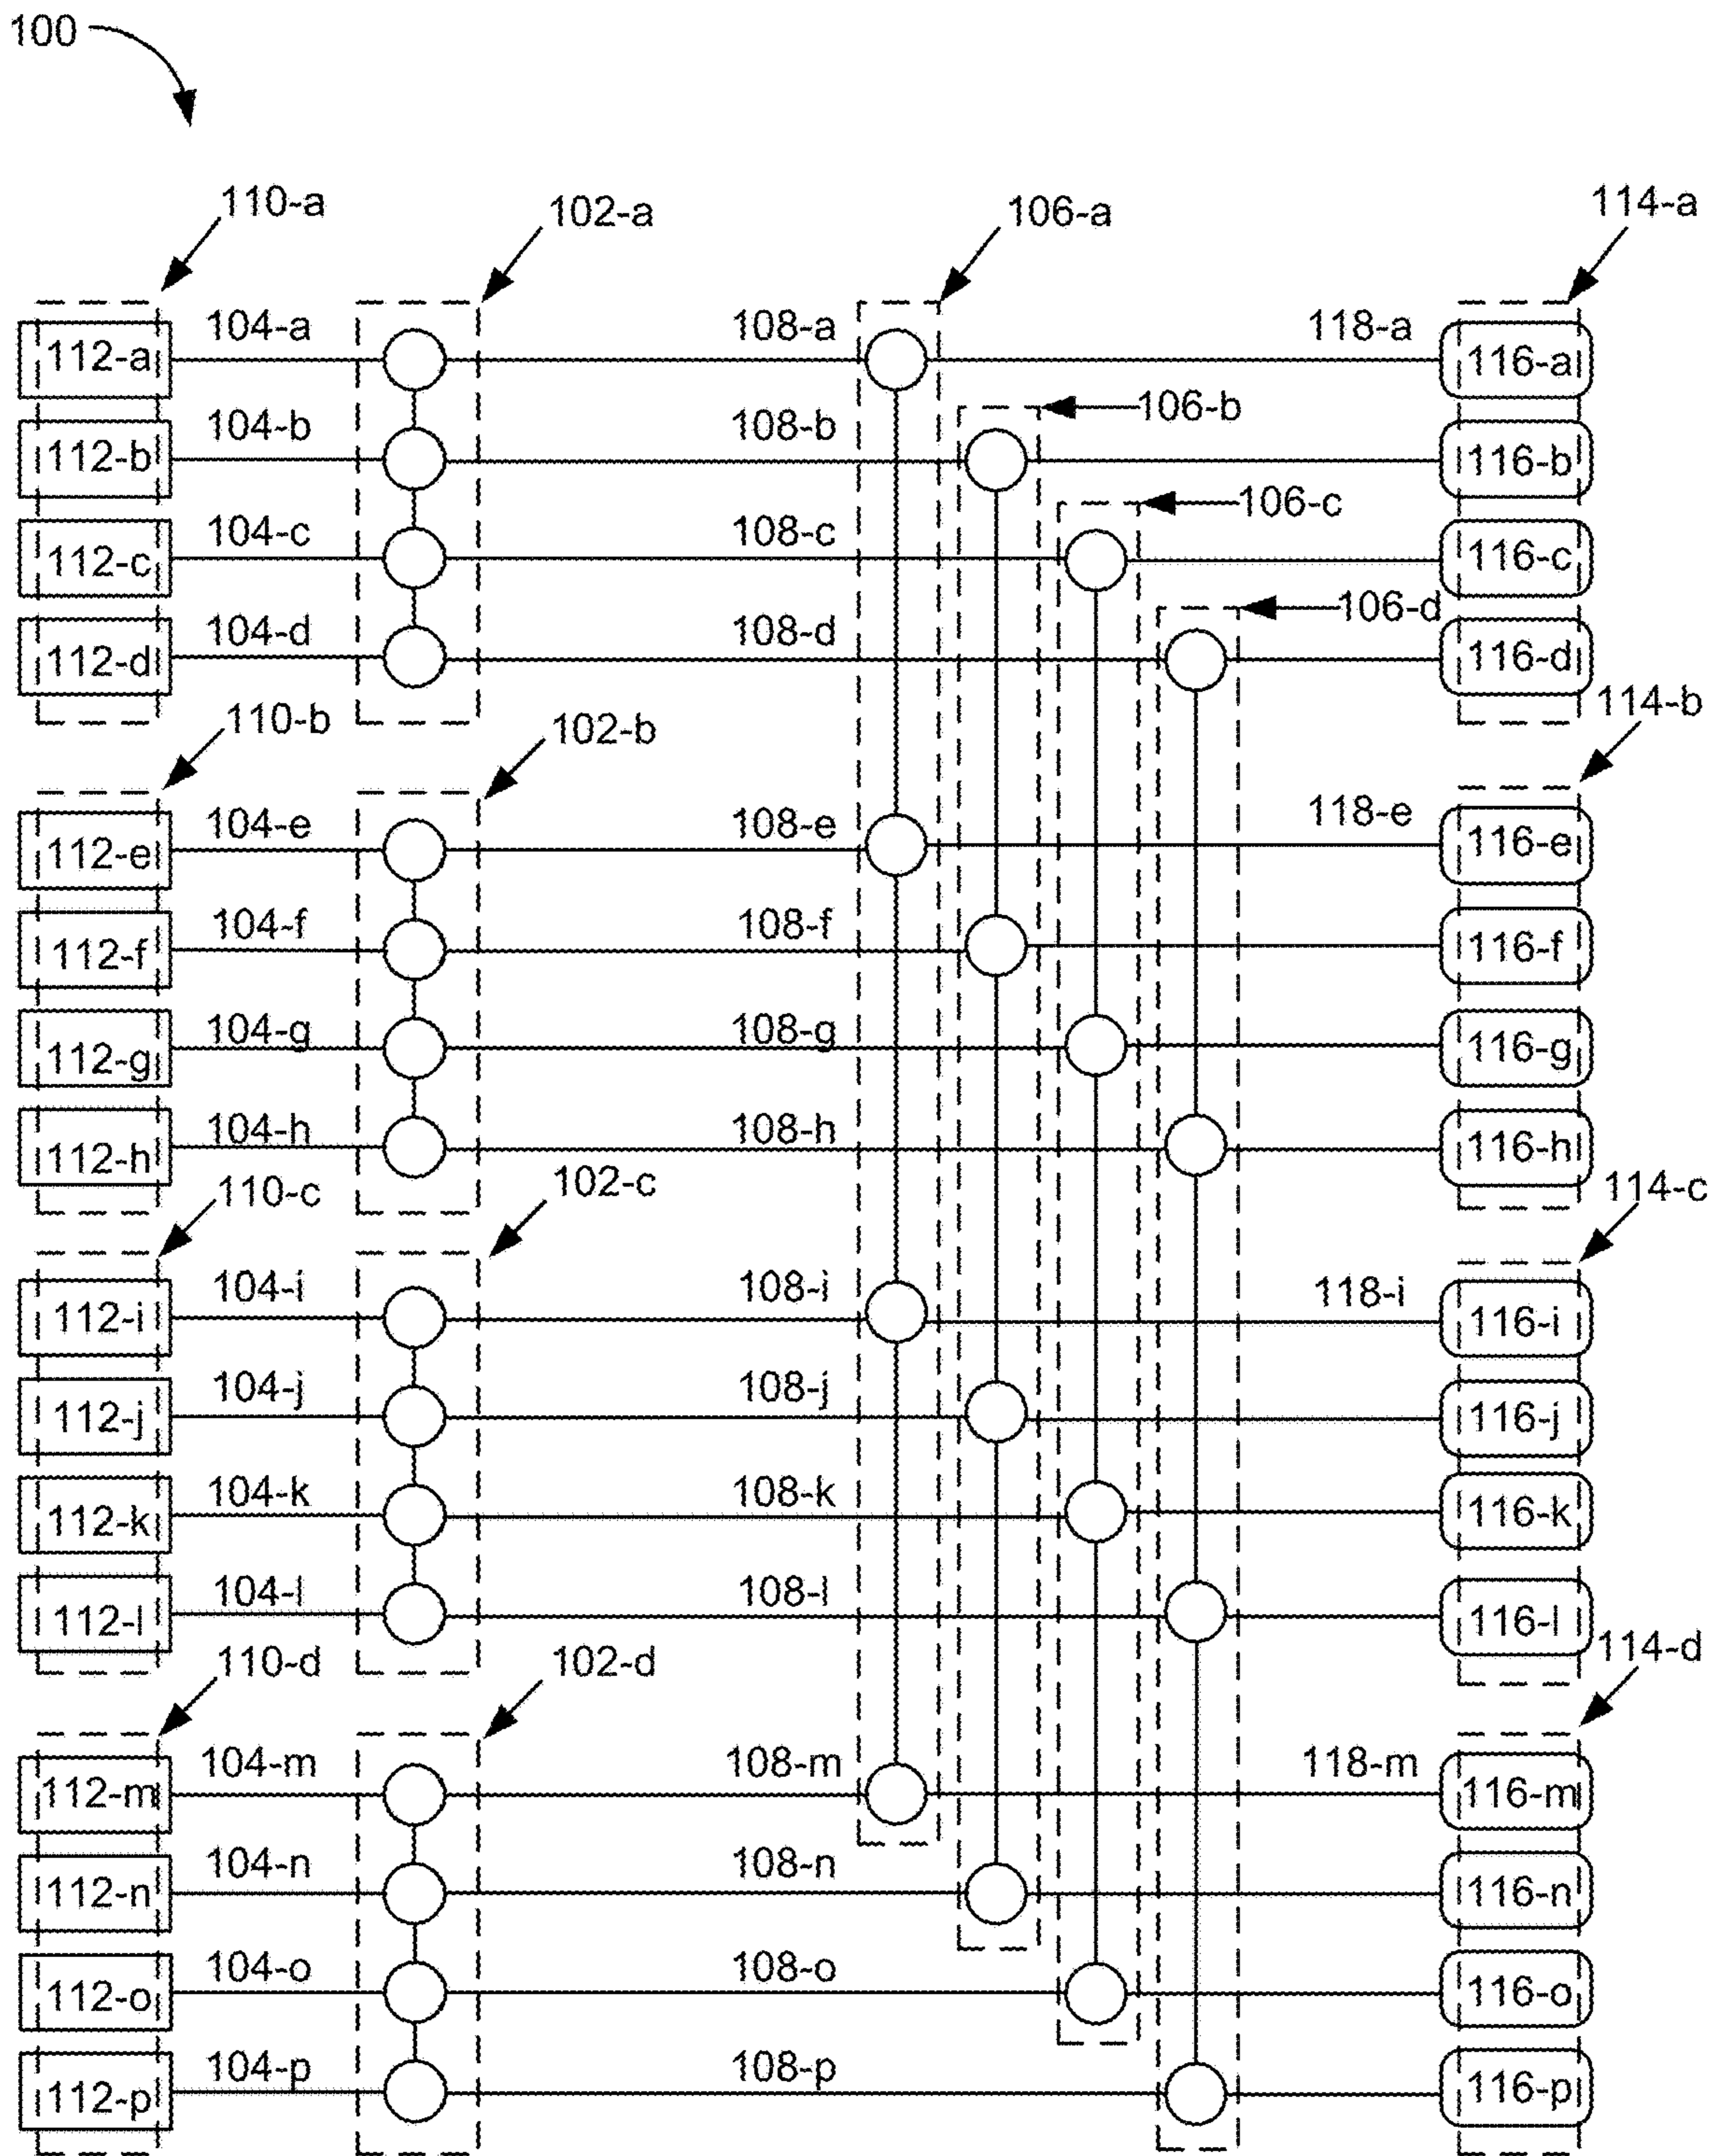 100
110-a 102-a 106-a 114-a
112-a 104-a 108-a 118-a 116-a
106-b
112-b 104-b 108-b 116-b
106-c
112-c 104-c 108-c 116-c
106-d
112-d 104-d 108-d 116-d
110-b 102-b 114-b
112-e 104-e 108-e 118-e 116-e
112-f 104-f 108-f 116-f
112-g 104-g 108-g 116-g
112-h 104-h 108-h 116-h
110-c 102-c 114-c
112-i 104-i 108-i 118-i 116-i
112-j 104-j 108-j 116-j
112-k 104-k 108-k 116-k
112-l 104-l 108-l 116-l
110-d 102-d 114-d
112-m 104-m 108-m 118-m 116-m
112-n 104-n 108-n 116-n
112-o 104-o 108-o 116-o
112-p 104-p 108-p 116-p